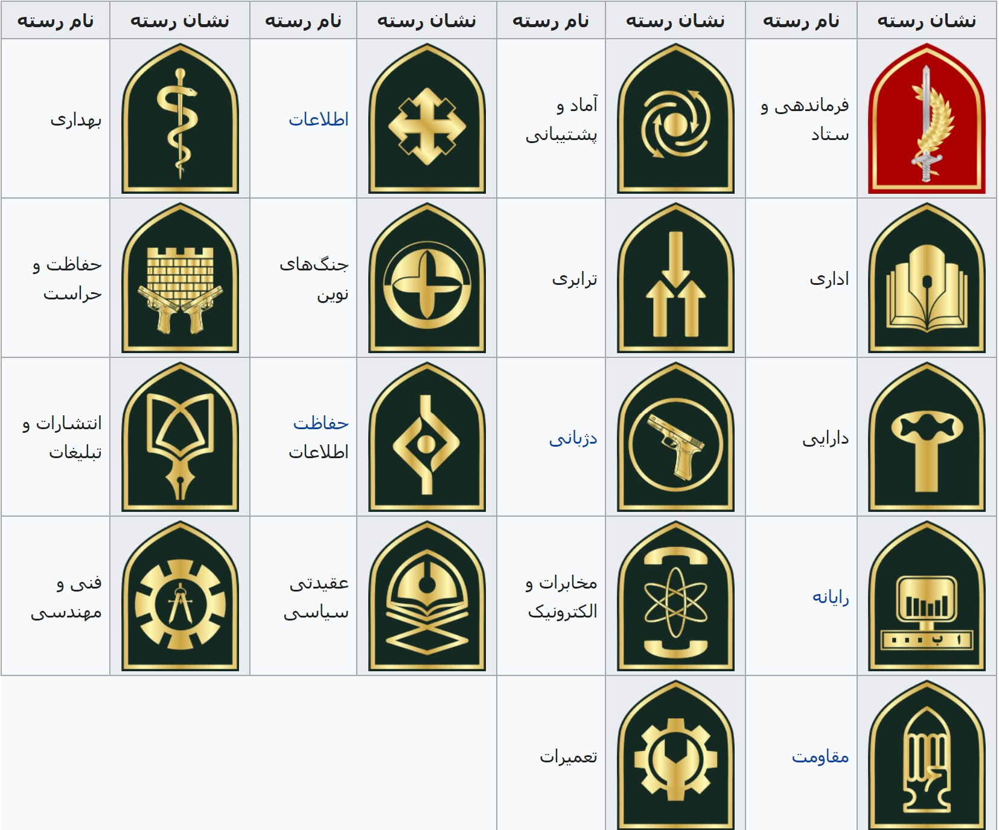 نشان رسته
نام رسته
نشان رسته
نام رسته
نشان رسته
نام رسته
نشان رسته
نام رسته
فرماندهی و
ستاد
آماد و
پشتیبانی
اطلاعات
بهداری
اداری
ترابری
جنگ‌های
نوین
حفاظت و
حراست
دارایی
دژبانی
حفاظت
اطلاعات
انتشارات و
تبلیغات
ا ب . . .
رایانه
مخابرات و
الکترونیک
عقیدتی
سیاسی
فنی و
مهندسی
مقاومت
تعمیرات